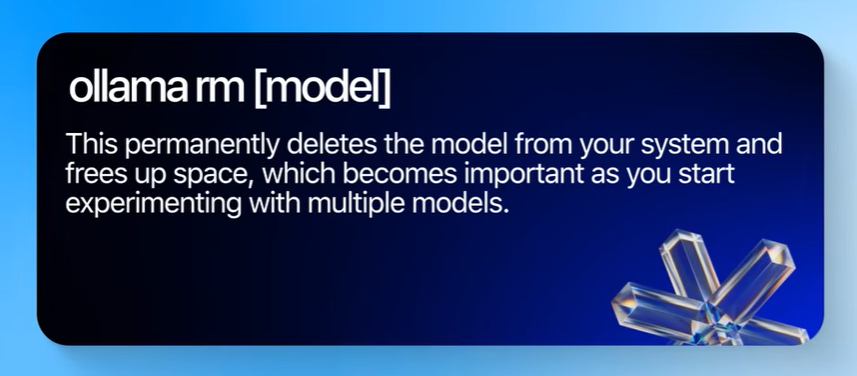 ollama rm [model]
This permanently deletes the model from your system and
frees up space, which becomes important as you start
experimenting with multiple models.